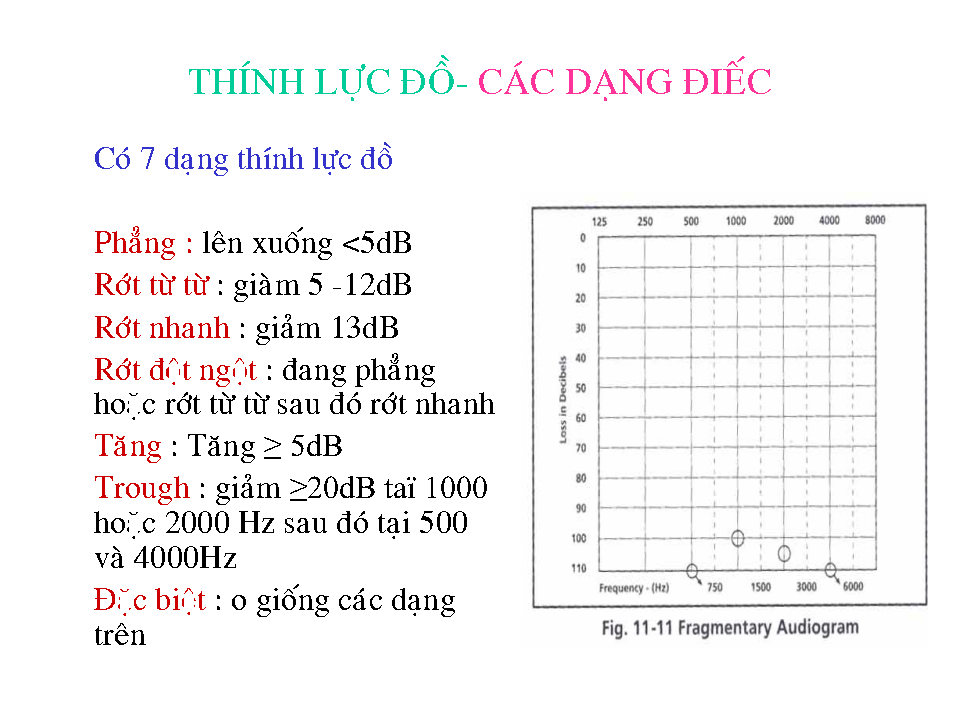 THÍNH LỰC ĐỒ- CÁC DẠNG ĐIẾC
Có 7 dạng thính lực đồ
Phẳng : lên xuống <5dB
Rớt từ từ : giàm 5 -12dB
Rớt nhanh : giảm 13dB
Rớt đột ngột : đang phẳng
hoặc rớt từ từ sau đó rớt nhanh
Tăng : Tăng ≥ 5dB
Trough : giảm ≥20dB taï 1000
hoặc 2000 Hz sau đó tại 500
và 4000Hz
Đặc biệt : o giống các dạng
trên
125 250 500 1000 2000 4000 8000
0
10
20
30
40
50
60
70
80
90
100
110
Loss in Decibels
Frequency - (Hz) 750 1500 3000 6000
Fig. 11-11 Fragmentary Audiogram